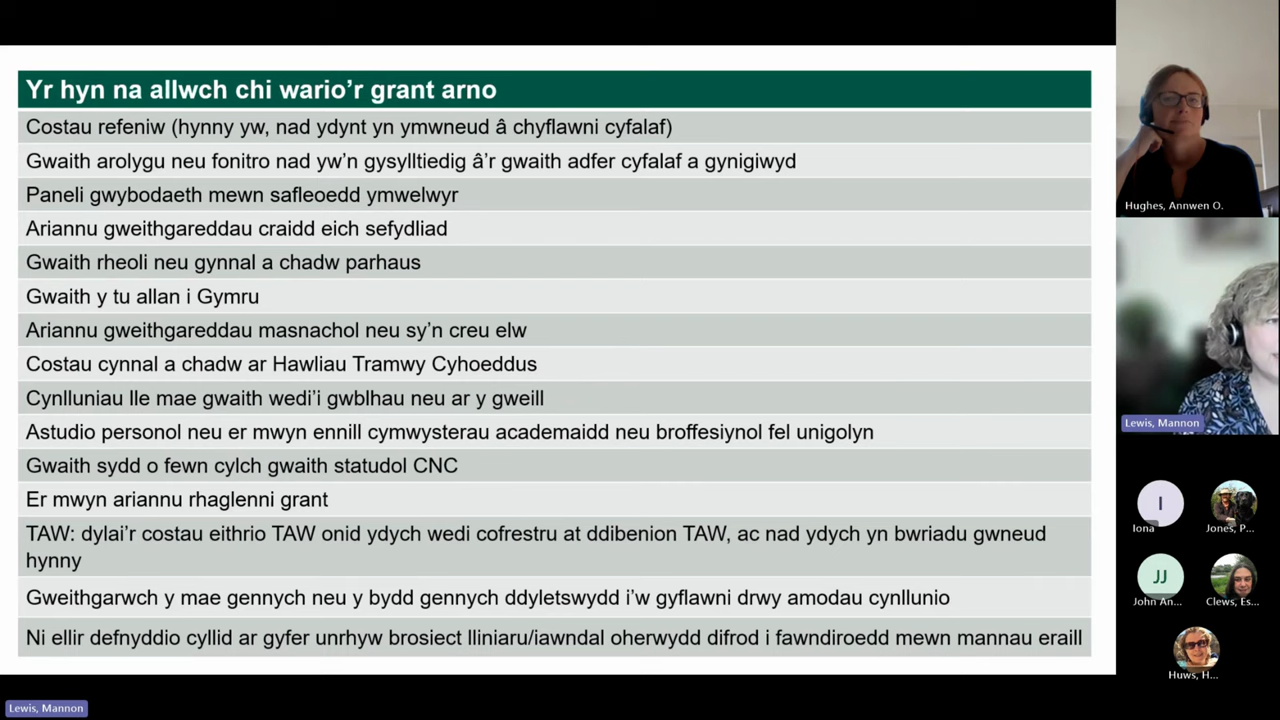 Yr hyn na allwch chi wario’r grant arno
Costau refeniw (hynny yw, nad ydynt yn ymwneud â chyflawni cyfalaf)
Gwaith arolygu neu fonitro nad yw’n gysylltiedig â’r gwaith adfer cyfalaf a gynigiwyd
Paneli gwybodaeth mewn safleoedd ymwelwyr
Ariannu gweithgareddau craidd eich sefydliad
Gwaith rheoli neu gynnal a chadw parhaus
Gwaith y tu allan i Gymru
Ariannu gweithgareddau masnachol neu sy’n creu elw
Costau cynnal a chadw ar Hawliau Tramwy Cyhoeddus
Cynlluniau lle mae gwaith wedi’i gwblhau neu ar y gweill
Astudio personol neu er mwyn ennill cymwysterau academaidd neu broffesiynol fel unigolyn
Gwaith sydd o fewn cylch gwaith statudol CNC
Er mwyn ariannu rhaglenni grant
TAW: dylai’r costau eithrio TAW onid ydych wedi cofrestru at ddibenion TAW, ac nad ydych yn bwriadu gwneud
hynny
Gweithgarwch y mae gennych neu y bydd gennych ddyletswydd i’w gyflawni drwy amodau cynllunio
Ni ellir defnyddio cyllid ar gyfer unrhyw brosiect lliniaru/iawndal oherwydd difrod i fawndiroedd mewn mannau eraill
Hughes, Annwen O.
Lewis, Mannon
I
Iona
Jones, P...
JJ
John An...
Clews, Es...
Huws, H...
Lewis, Mannon